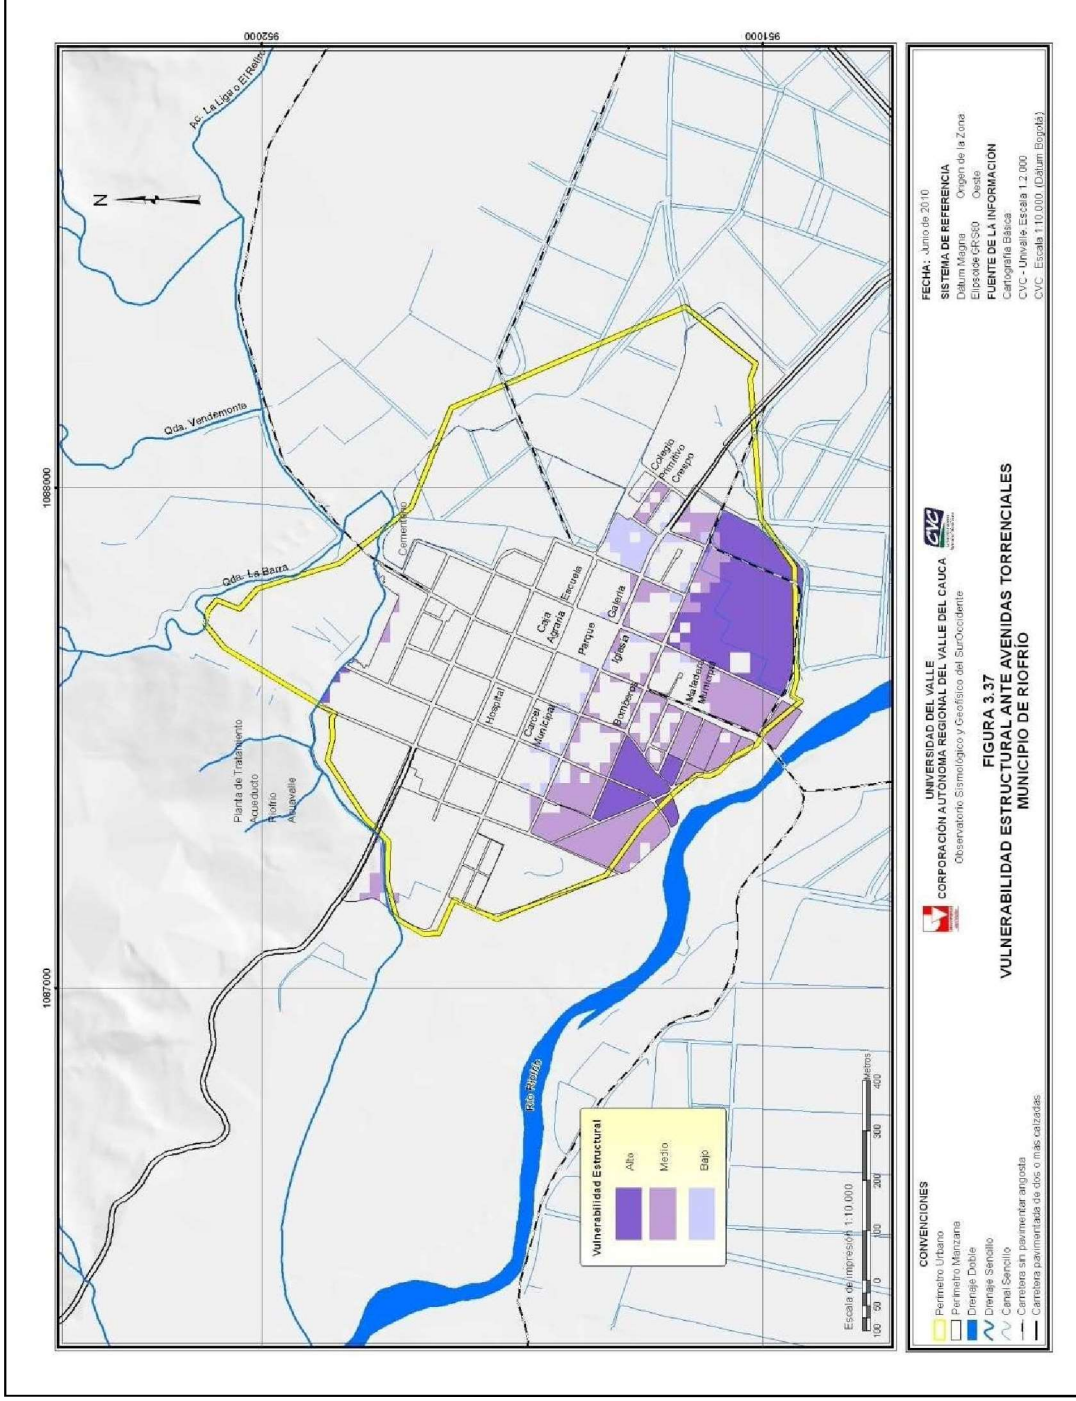 1087000
1088000
952000
951000
N
Ac. La Liga o El Retiro
Qda. Vendemonte
Qda. La Barra
Cementerio
Planta de Tratamiento
Acueducto
Riofrio
Acuavalle
Hospital
Carcel
Municipal
Caja
Agraria
Escuela
Parque
Galeria
Iglesia
Bomberos
Matadero
Municipal
Colegio
Primitivo
Crespo
Río Riofrío
Vulnerabilidad Estructural
Alto
Medio
Bajo
Escala de impresión 1:10.000
100 50 0 100 200 300 400
Metros
CONVENCIONES
Perímetro Urbano
Perímetro Manzana
Drenaje Doble
Drenaje Sencillo
Canal Sencillo
Carretera sin pavimentar angosta
Carretera pavimentada de dos o más calzadas
UNIVERSIDAD DEL VALLE
CORPORACIÓN AUTÓNOMA REGIONAL DEL VALLE DEL CAUCA
CVC
Observatorio Sismológico y Geofísico del SurOccidente
FIGURA 3.37
VULNERABILIDAD ESTRUCTURAL ANTE AVENIDAS TORRENCIALES
MUNICIPIO DE RIOFRÍO
FECHA: Junio de 2010
SISTEMA DE REFERENCIA
Dátum Magna Origen de la Zona
Elipsoide GRS80 Oeste
FUENTE DE LA INFORMACIÓN
Cartografía Básica:
CVC - Univalle. Escala 1:2.000
CVC Escala 1:10.000. (Dátum Bogotá)